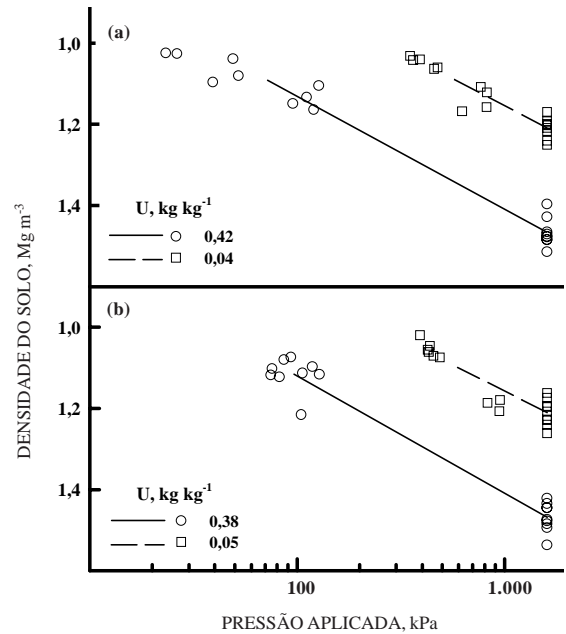 1,0
(a)
1,2
1,4
U, kg kg-1
0,42
0,04
DENSIDADE DO SOLO, Mg m-3
(b)
1,0
1,2
1,4
U, kg kg-1
0,38
0,05
100
1.000
PRESSÃO APLICADA, kPa